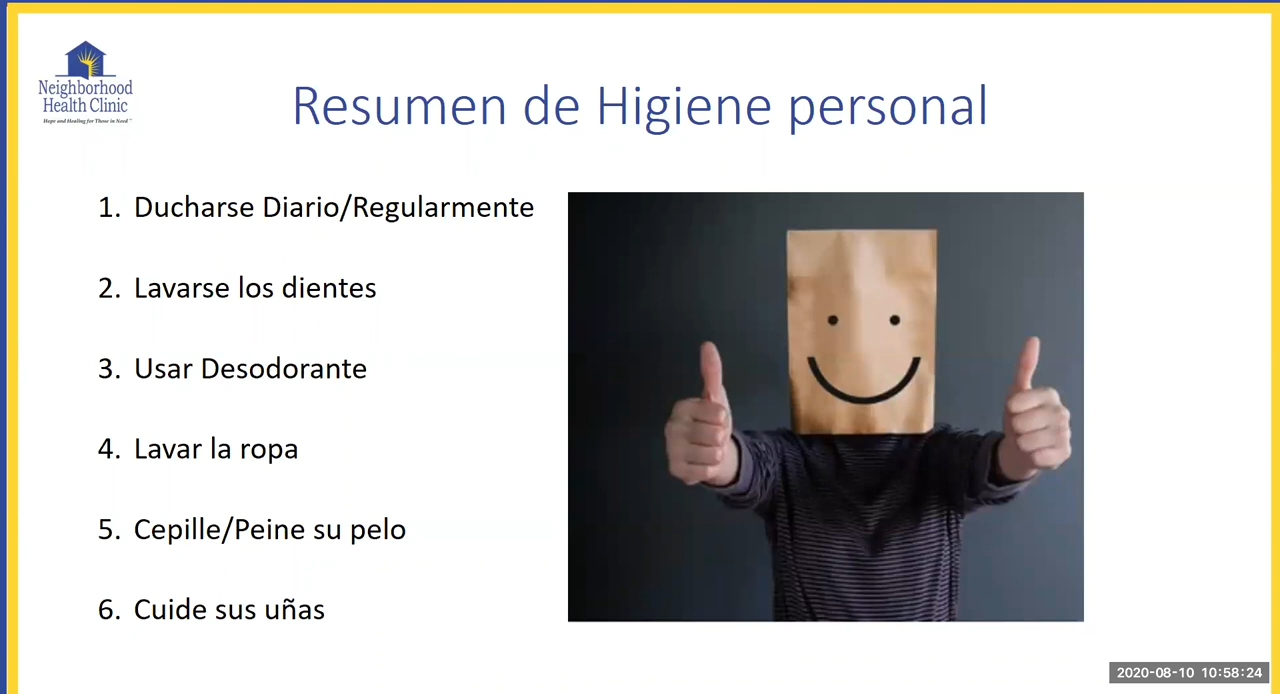 Neighborhood
Health Clinic
Hope and Healing for Those in Need™
Resumen de Higiene personal
1. Ducharse Diario/Regularmente
2. Lavarse los dientes
3. Usar Desodorante
4. Lavar la ropa
5. Cepille/Peine su pelo
6. Cuide sus uñas
2020-08-10 10:58:24